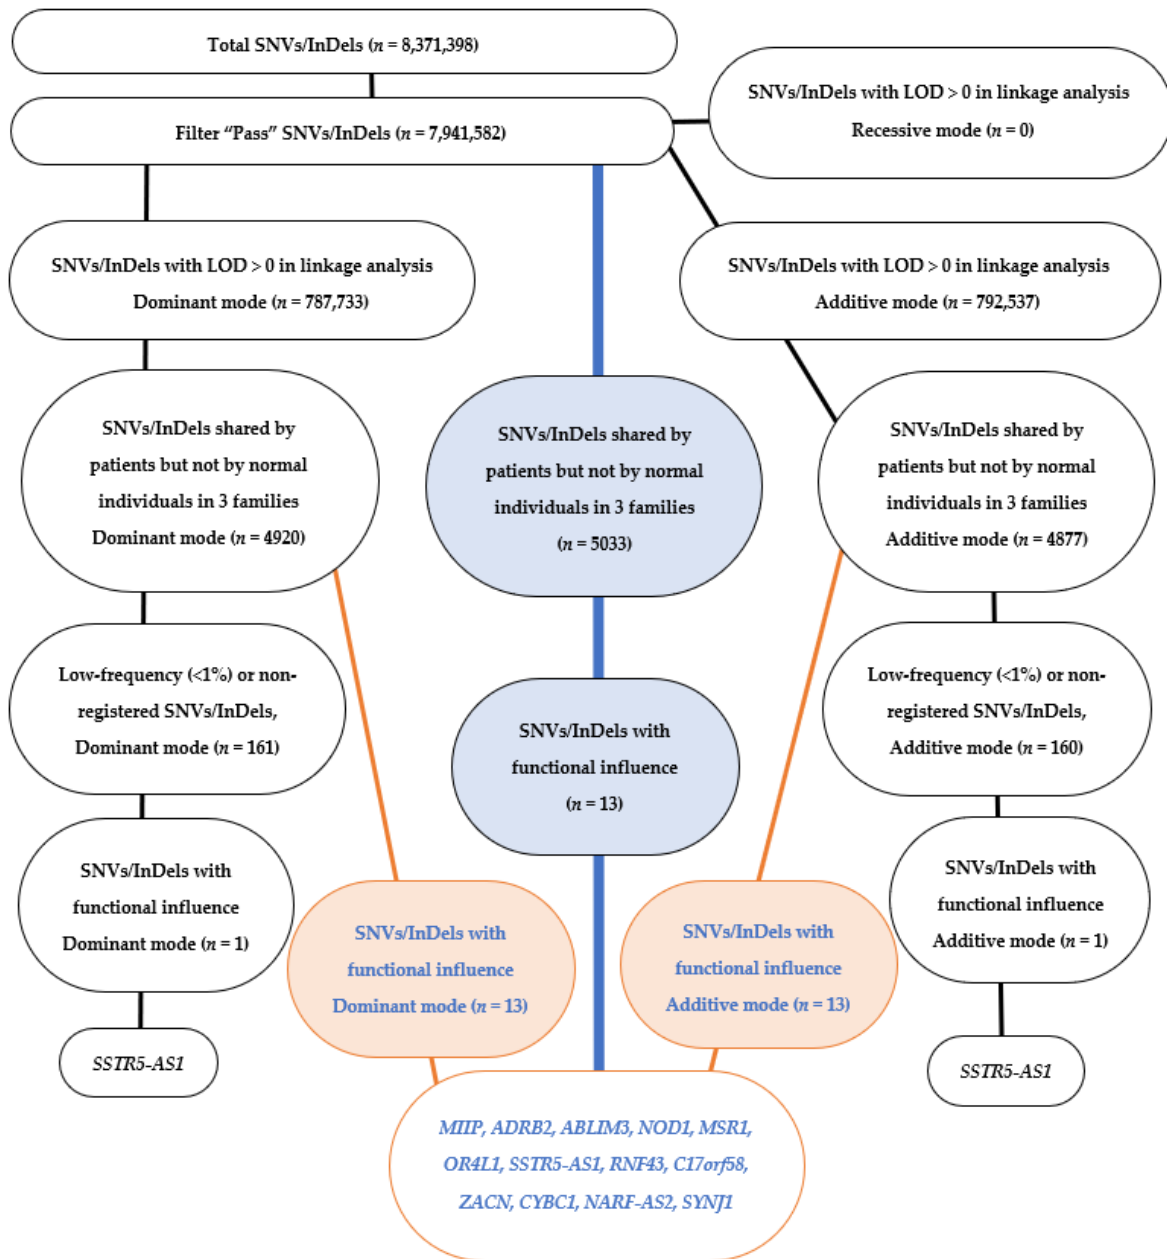 Total SNVs/InDels (n = 8,371,398)
Filter “Pass” SNVs/InDels (n = 7,941,582)
SNVs/InDels with LOD > 0 in linkage analysis
Recessive mode (n = 0)
SNVs/InDels with LOD > 0 in linkage analysis
Dominant mode (n = 787,733)
SNVs/InDels with LOD > 0 in linkage analysis
Additive mode (n = 792,537)
SNVs/InDels shared by
patients but not by normal
individuals in 3 families
Dominant mode (n = 4920)
SNVs/InDels shared by
patients but not by normal
individuals in 3 families
(n = 5033)
SNVs/InDels shared by
patients but not by normal
individuals in 3 families
Additive mode (n = 4877)
Low-frequency (<1%) or non-
registered SNVs/InDels,
Dominant mode (n = 161)
SNVs/InDels with
functional influence
(n = 13)
Low-frequency (<1%) or non-
registered SNVs/InDels,
Additive mode (n = 160)
SNVs/InDels with
functional influence
Dominant mode (n = 1)
SNVs/InDels with
functional influence
Dominant mode (n = 13)
SNVs/InDels with
functional influence
Additive mode (n = 13)
SNVs/InDels with
functional influence
Additive mode (n = 1)
SSTR5-AS1
SSTR5-AS1
MIIP, ADRB2, ABLIM3, NOD1, MSR1,
OR4L1, SSTR5-AS1, RNF43, C17orf58,
ZACN, CYBC1, NARF-AS2, SYNJ1